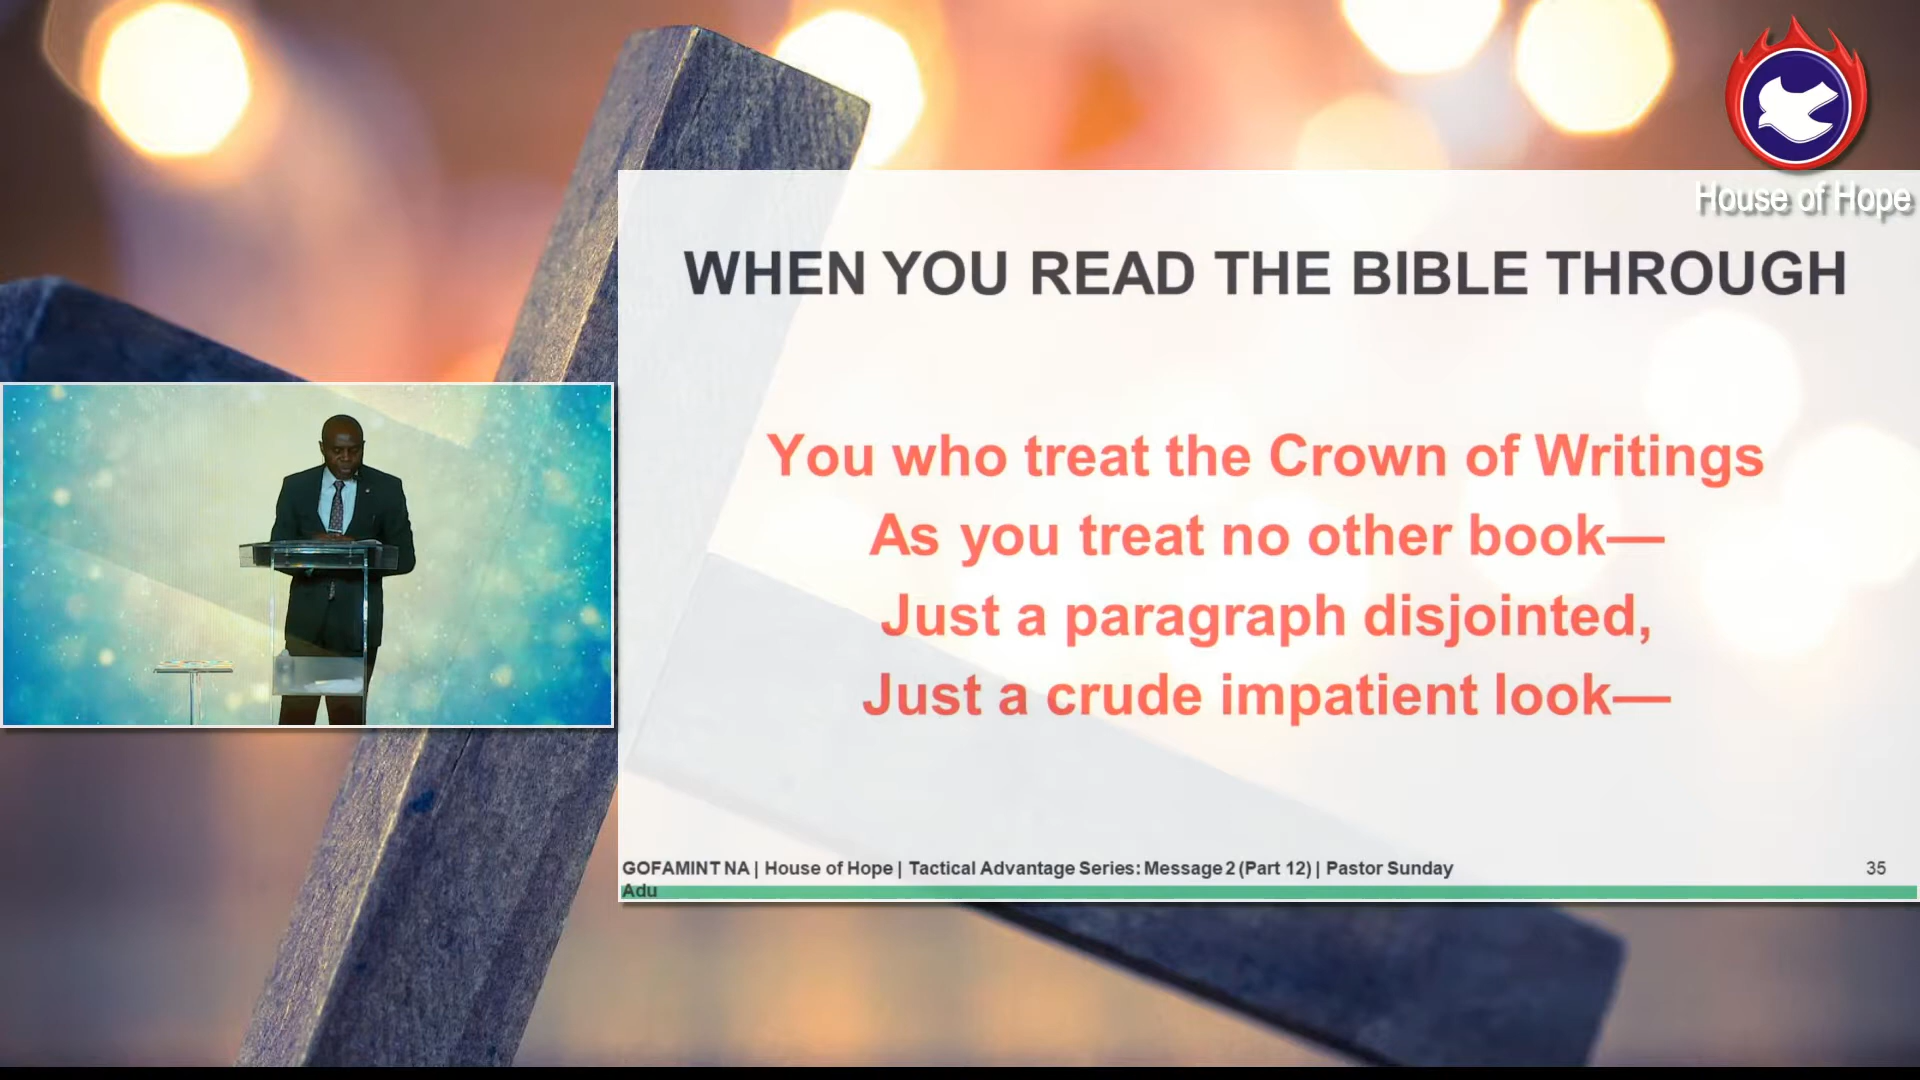 House of Hope
WHEN YOU READ THE BIBLE THROUGH
You who treat the Crown of Writings
As you treat no other book—
Just a paragraph disjointed,
Just a crude impatient look—
GOFAMINT NA | House of Hope | Tactical Advantage Series: Message 2 (Part 12) | Pastor Sunday
Adu
35